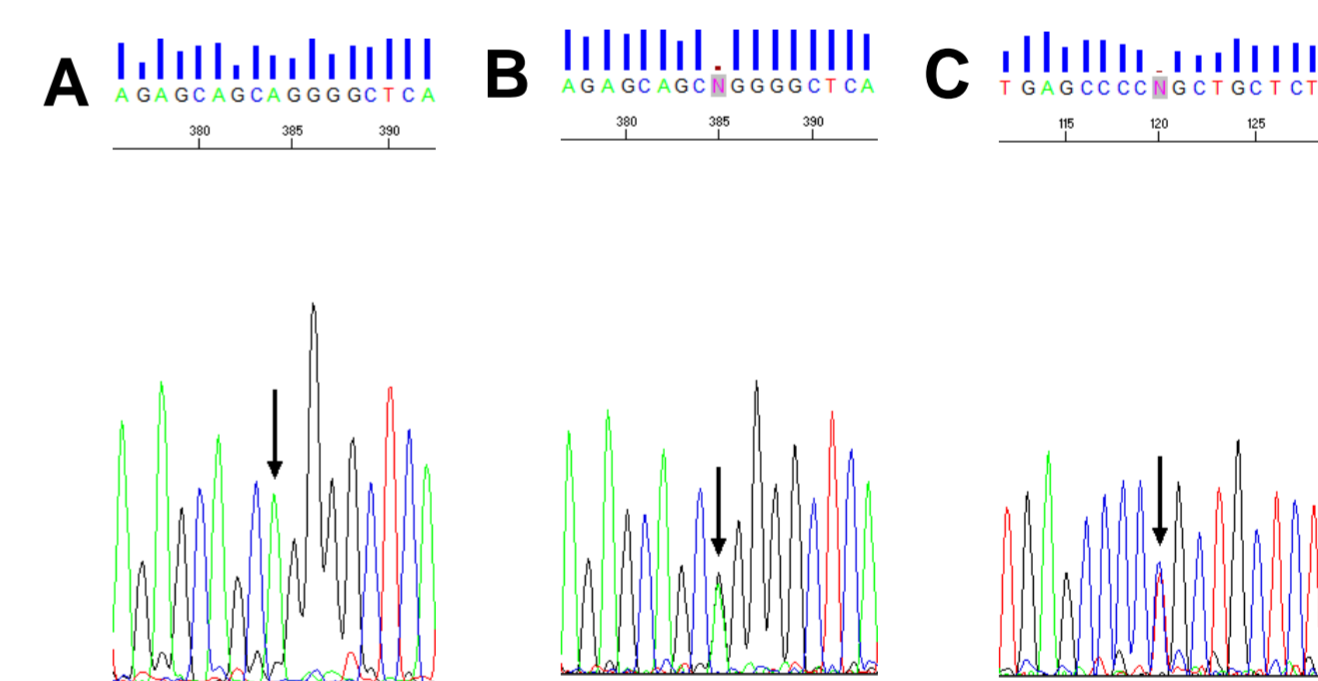 A
AGAGCAGCAGGGGCTCA
380 385 390
B
AGAGCAGCNGGGGCTCA
380 385 390
C
TGAGCCCCNGCTGCTCT
115 120 125